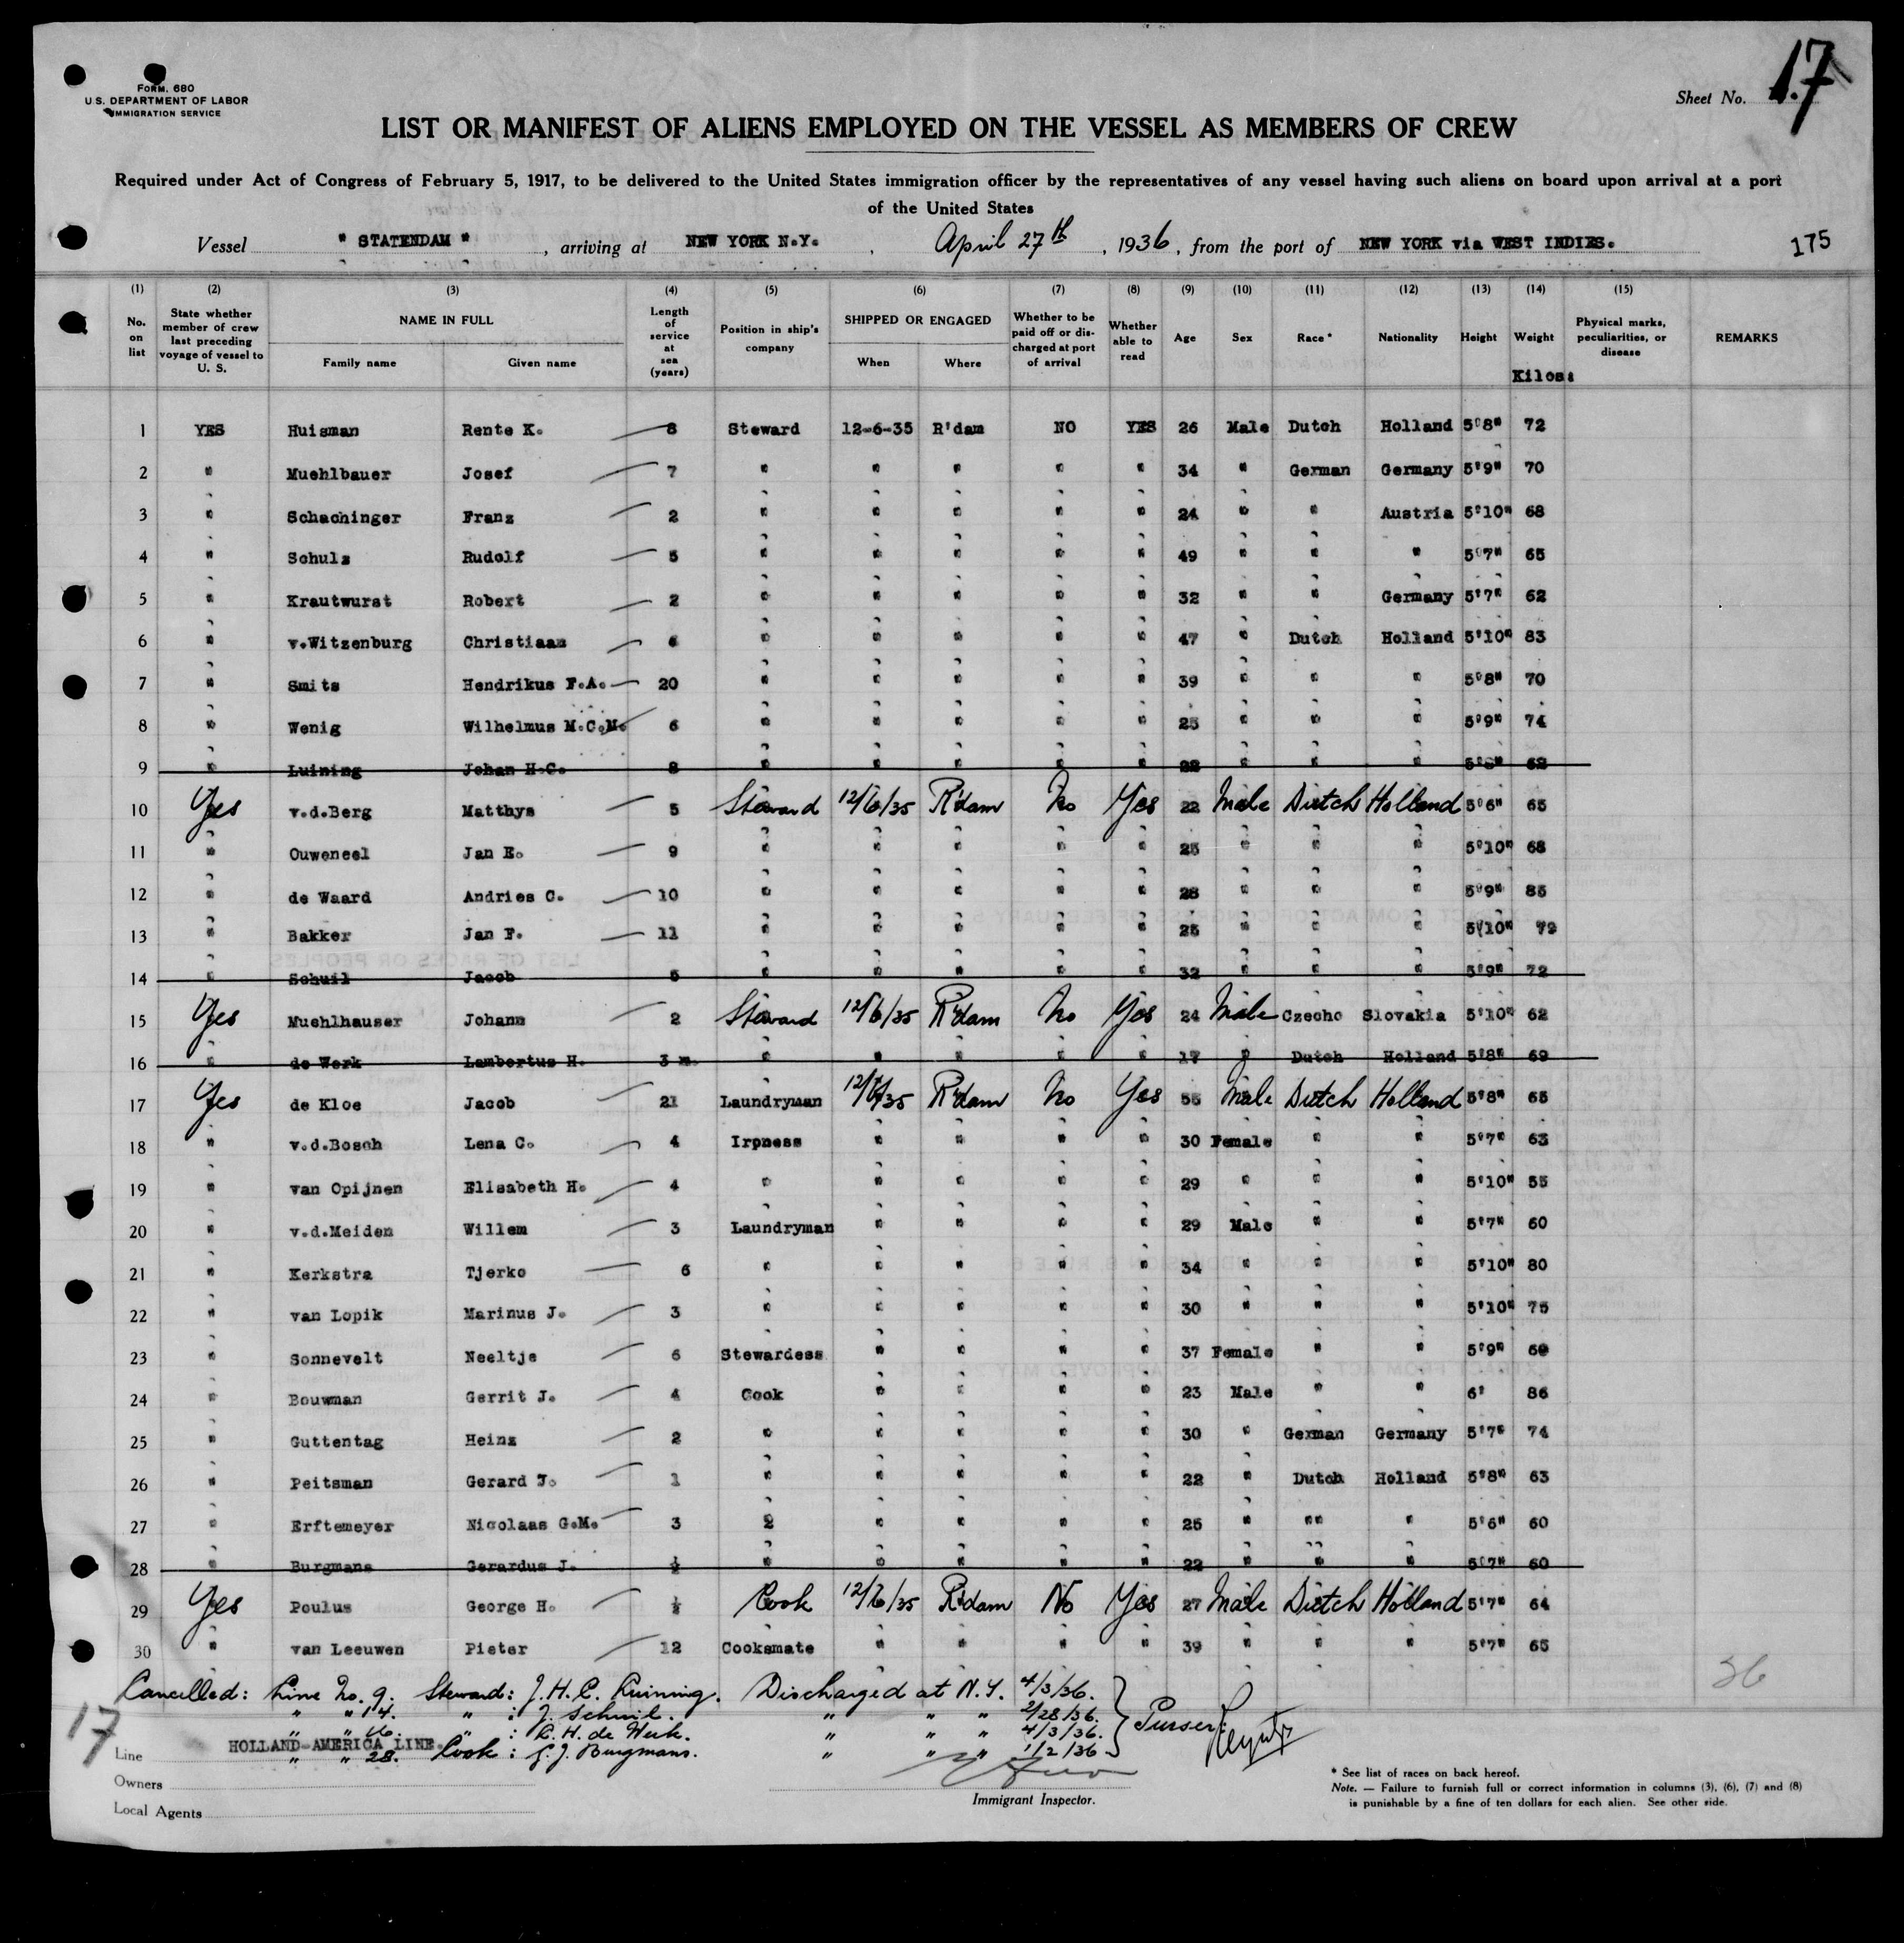 FORM 680
U.S. DEPARTMENT OF LABOR
IMMIGRATION SERVICE
Sheet No. 17
LIST OR MANIFEST OF ALIENS EMPLOYED ON THE VESSEL AS MEMBERS OF CREW
Required under Act of Congress of February 5, 1917, to be delivered to the United States immigration officer by the representatives of any vessel having such aliens on board upon arrival at a port
of the United States
Vessel " STATENDAM " , arriving at NEW YORK N.Y. , April 27th , 1936 , from the port of NEW YORK via WEST INDIES. 175
(1) (2) (3) (4) (5) (6) (7) (8) (9) (10) (11) (12) (13) (14) (15)
No. on list | State whether member of crew last preceding voyage of vessel to U. S. | NAME IN FULL Family name Given name | Length of service at sea (years) | Position in ship's company | SHIPPED OR ENGAGED When Where | Whether to be paid off or discharged at port of arrival | Whether able to read | Age | Sex | Race * | Nationality | Height | Weight Kilos: | Physical marks, peculiarities, or disease | REMARKS
1 YES Huisman Rente K. 8 Steward 12-6-35 R'dam NO YES 26 Male Dutch Holland 5'8" 72
2 " Muehlbauer Josef 7 " " " " " 34 " German Germany 5'9" 70
3 " Schachinger Franz 2 " " " " " 24 " " Austria 5'10" 68
4 " Schulz Rudolf 5 " " " " " 49 " " " 5'7" 65
5 " Krautwurst Robert 2 " " " " " 32 " " Germany 5'7" 62
6 " v.Witzenburg Christiaan 6 " " " " " 47 " Dutch Holland 5'10" 83
7 " Smits Hendrikus F.A. 20 " " " " " 39 " " " 5'8" 70
8 " Wenig Wilhelmus M.C.M. 6 " " " " " 25 " " " 5'9" 74
9 " Luining Johan H.C. 8 " " " " " 22 " " " 5'8" 62
10 Yes v.d.Berg Matthys 5 Steward 12/6/35 R'dam No Yes 22 Male Dutch Holland 5'6" 65
11 " Ouweneel Jan E. 9 " " " " " 25 " " " 5'10" 68
12 " de Waard Andries C. 10 " " " " " 28 " " " 5'9" 85
13 " Bakker Jan F. 11 " " " " " 25 " " " 5'10" 79
14 " Schuil Jacob 5 " " " " " 32 " " " 5'9" 72
15 Yes Muehlhauser Johann 2 Steward 12/6/35 R'dam No Yes 24 Male Czecho Slovakia 5'10" 62
16 " de Werk Lambertus H. 3 m. " " " " " 17 " Dutch Holland 5'8" 69
17 Yes de Kloe Jacob 21 Laundryman 12/6/35 R'dam No Yes 55 Male Dutch Holland 5'8" 65
18 " v.d.Bosch Lena C. 4 Irpness " " " " 30 Female " " 5'7" 63
19 " van Opijnen Elisabeth H. 4 " " " " " 29 " " " 5'10" 55
20 " v.d.Meiden Willem 3 Laundryman " " " " 29 Male " " 5'7" 60
21 " Kerkstra Tjerko 6 " " " " " 34 " " " 5'10" 80
22 " van Lopik Marinus J. 3 " " " " " 30 " " " 5'10" 75
23 " Sonnevelt Neeltje 6 Stewardess " " " " 37 Female " " 5'9"
24 " Bouwman Gerrit J. 4 Cook " " " " 23 Male " " 6' 86
25 " Guttentag Heinz 2 " " " " " 30 " German Germany 5'7" 74
26 " Peitsman Gerard J. 1 " " " " " 22 " Dutch Holland 5'8" 63
27 " Erftemeyer Nicolaas G.M. 3 " " " " " 25 " " " 5'6" 60
28 " Burgmans Gerardus J. ½ " " " " " 22 " " " 5'7" 60
29 Yes Poulus George H. ½ Cook 12/6/35 R'dam No Yes 27 Male Dutch Holland 5'7" 64
30 " van Leeuwen Pieter 12 Cooksmate " " " " 39 " " " 5'7" 65
36
Cancelled: Line No. 9. Steward: J.H.C. Luining. Discharged at N.Y. 4/3/36.
" " 14. " : J. Schuil. " " " 2/28/36.
" " 16. " : L.H. de Werk. " " " 4/3/36.
" " 28. Cook : G.J. Burgmans. " " " 1/2/36
Purser:
17
Line HOLLAND-AMERICA LINE.
Owners
Local Agents
Immigrant Inspector.
* See list of races on back hereof.
Note. — Failure to furnish full or correct information in columns (3), (6), (7) and (8)
is punishable by a fine of ten dollars for each alien. See other side.